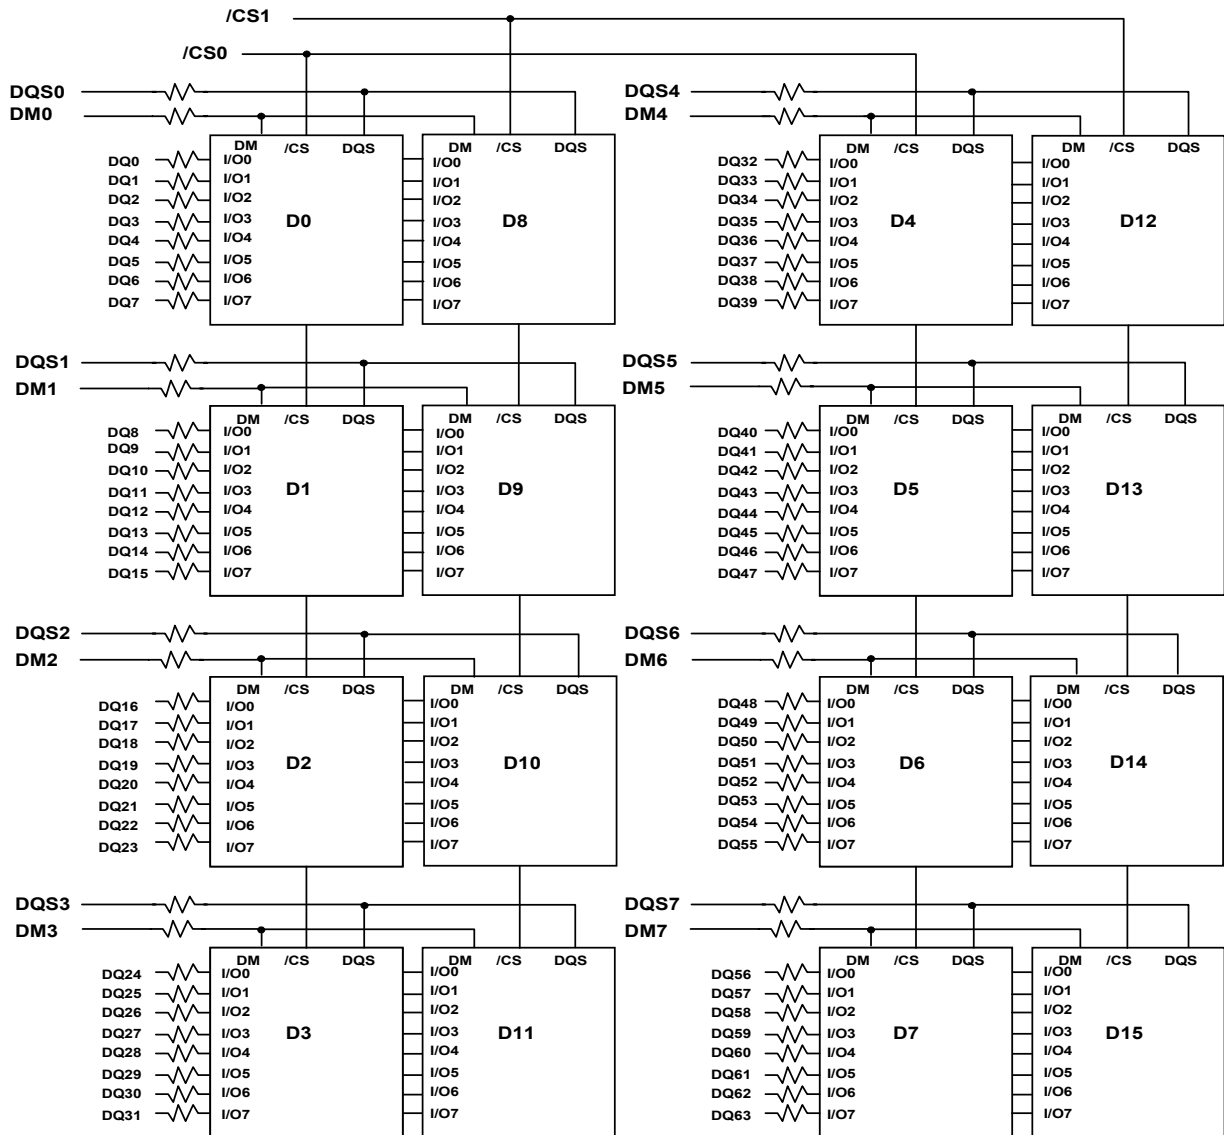 /CS1
/CS0
DQS0
DM0
DM /CS DQS
DM /CS DQS
DQ0 I/O0 I/O0
DQ1 I/O1 I/O1
DQ2 I/O2 I/O2
DQ3 I/O3 I/O3
DQ4 I/O4 I/O4
DQ5 I/O5 I/O5
DQ6 I/O6 I/O6
DQ7 I/O7 I/O7
D0 D8
DQS4
DM4
DM /CS DQS
DM /CS DQS
DQ32 I/O0 I/O0
DQ33 I/O1 I/O1
DQ34 I/O2 I/O2
DQ35 I/O3 I/O3
DQ36 I/O4 I/O4
DQ37 I/O5 I/O5
DQ38 I/O6 I/O6
DQ39 I/O7 I/O7
D4 D12
DQS1
DM1
DM /CS DQS
DM /CS DQS
DQ8 I/O0 I/O0
DQ9 I/O1 I/O1
DQ10 I/O2 I/O2
DQ11 I/O3 I/O3
DQ12 I/O4 I/O4
DQ13 I/O5 I/O5
DQ14 I/O6 I/O6
DQ15 I/O7 I/O7
D1 D9
DQS5
DM5
DM /CS DQS
DM /CS DQS
DQ40 I/O0 I/O0
DQ41 I/O1 I/O1
DQ42 I/O2 I/O2
DQ43 I/O3 I/O3
DQ44 I/O4 I/O4
DQ45 I/O5 I/O5
DQ46 I/O6 I/O6
DQ47 I/O7 I/O7
D5 D13
DQS2
DM2
DM /CS DQS
DM /CS DQS
DQ16 I/O0 I/O0
DQ17 I/O1 I/O1
DQ18 I/O2 I/O2
DQ19 I/O3 I/O3
DQ20 I/O4 I/O4
DQ21 I/O5 I/O5
DQ22 I/O6 I/O6
DQ23 I/O7 I/O7
D2 D10
DQS6
DM6
DM /CS DQS
DM /CS DQS
DQ48 I/O0 I/O0
DQ49 I/O1 I/O1
DQ50 I/O2 I/O2
DQ51 I/O3 I/O3
DQ52 I/O4 I/O4
DQ53 I/O5 I/O5
DQ54 I/O6 I/O6
DQ55 I/O7 I/O7
D6 D14
DQS3
DM3
DM /CS DQS
DM /CS DQS
DQ24 I/O0 I/O0
DQ25 I/O1 I/O1
DQ26 I/O2 I/O2
DQ27 I/O3 I/O3
DQ28 I/O4 I/O4
DQ29 I/O5 I/O5
DQ30 I/O6 I/O6
DQ31 I/O7 I/O7
D3 D11
DQS7
DM7
DM /CS DQS
DM /CS DQS
DQ56 I/O0 I/O0
DQ57 I/O1 I/O1
DQ58 I/O2 I/O2
DQ59 I/O3 I/O3
DQ60 I/O4 I/O4
DQ61 I/O5 I/O5
DQ62 I/O6 I/O6
DQ63 I/O7 I/O7
D7 D15